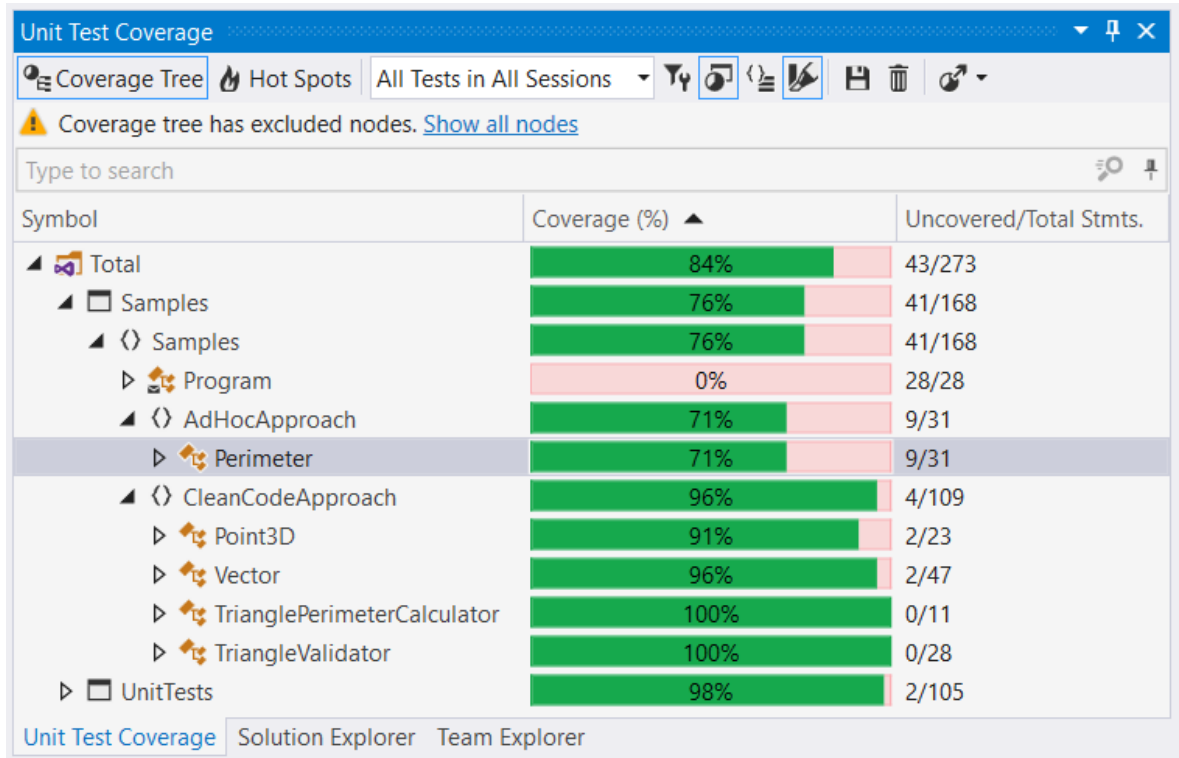 Unit Test Coverage
Coverage Tree Hot Spots All Tests in All Sessions
Coverage tree has excluded nodes. Show all nodes
Type to search
Symbol Coverage (%) Uncovered/Total Stmts.
Total 84% 43/273
Samples 76% 41/168
Samples 76% 41/168
Program 0% 28/28
AdHocApproach 71% 9/31
Perimeter 71% 9/31
CleanCodeApproach 96% 4/109
Point3D 91% 2/23
Vector 96% 2/47
TrianglePerimeterCalculator 100% 0/11
TriangleValidator 100% 0/28
UnitTests 98% 2/105
Unit Test Coverage Solution Explorer Team Explorer